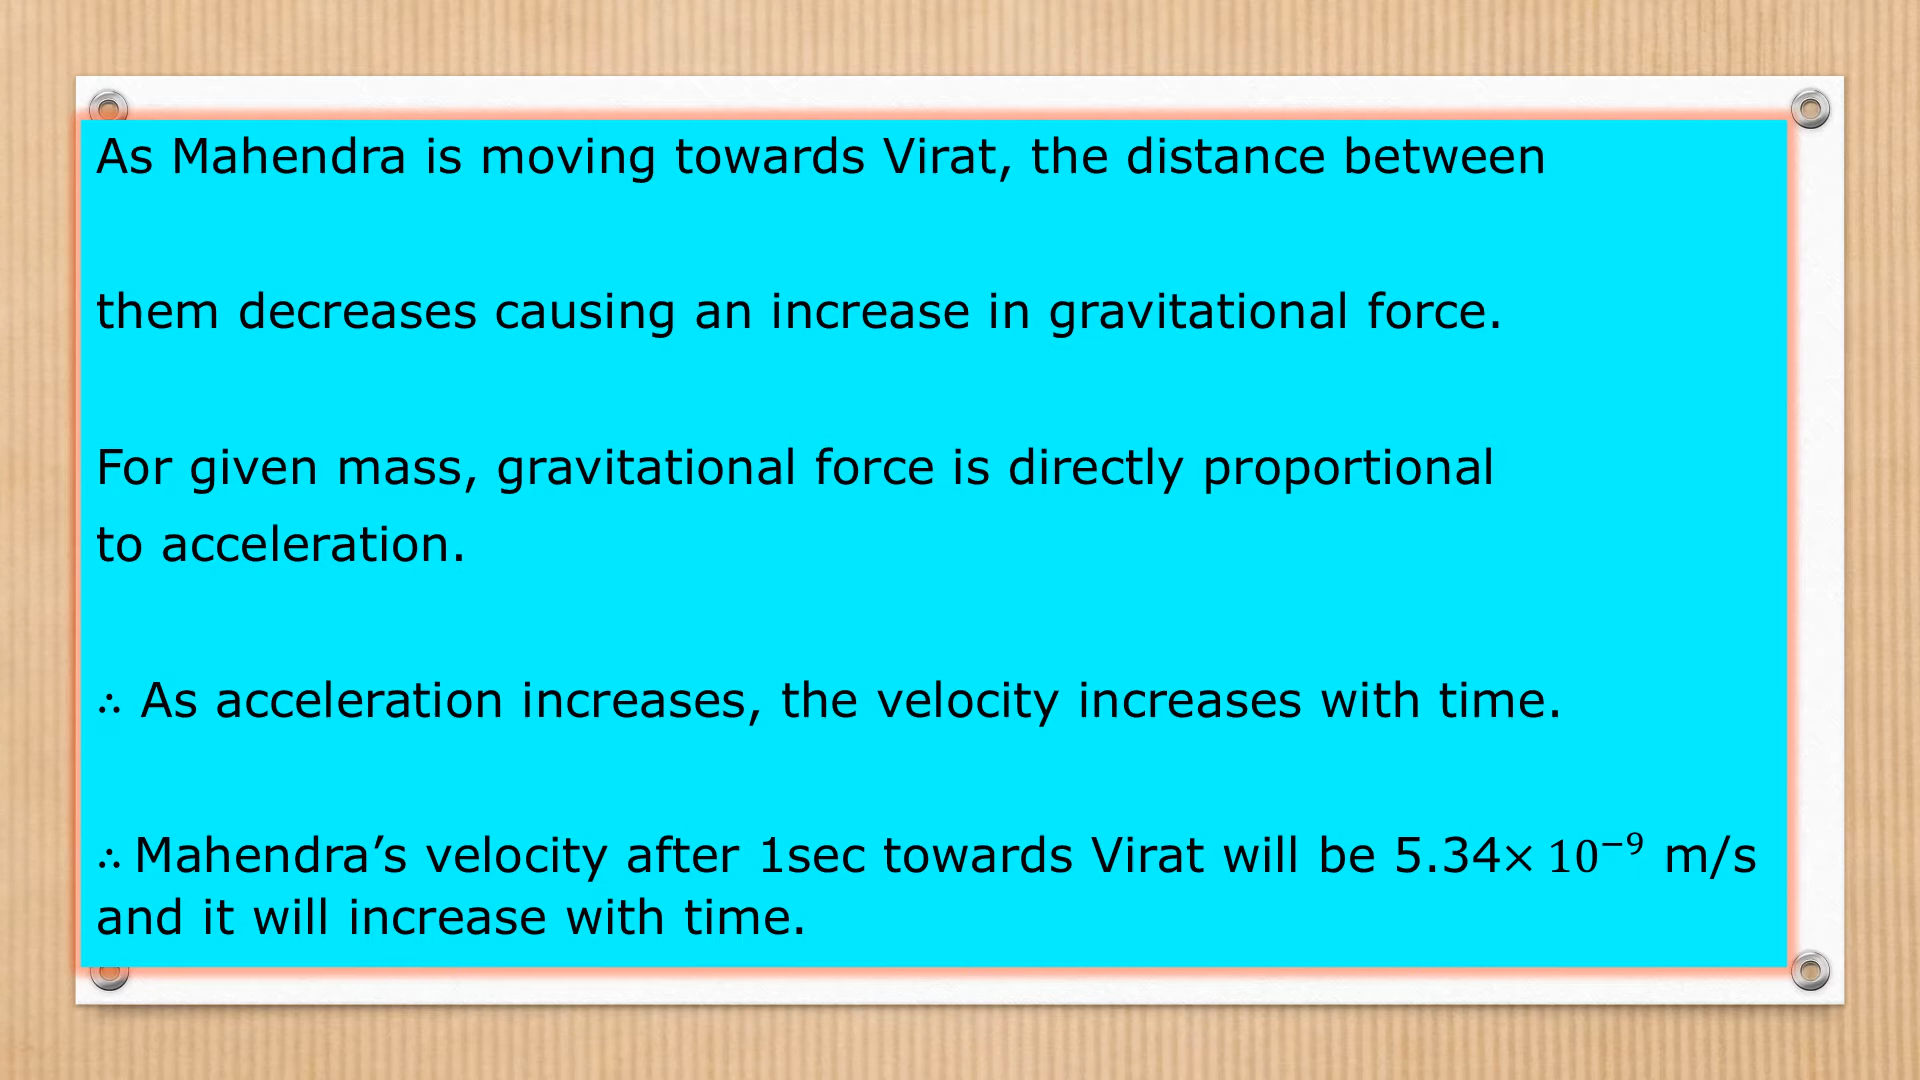 As Mahendra is moving towards Virat, the distance between
them decreases causing an increase in gravitational force.
For given mass, gravitational force is directly proportional
to acceleration.
∴ As acceleration increases, the velocity increases with time.
∴ Mahendra’s velocity after 1sec towards Virat will be 5.34× 10⁻⁹ m/s
and it will increase with time.